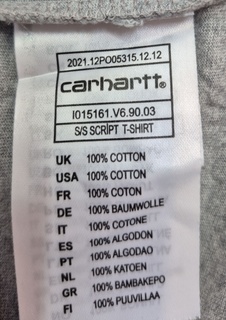 2021.12PO05315.12.12
carhartt®
I015161.V6.90.03
S/S SCRIPT T-SHIRT
UK 100% COTTON
USA 100% COTTON
FR 100% COTON
DE 100% BAUMWOLLE
IT 100% COTONE
ES 100% ALGODON
PT 100% ALGODAO
NL 100% KATOEN
GR 100% BAMBAKEPO
FI 100% PUUVILLAA